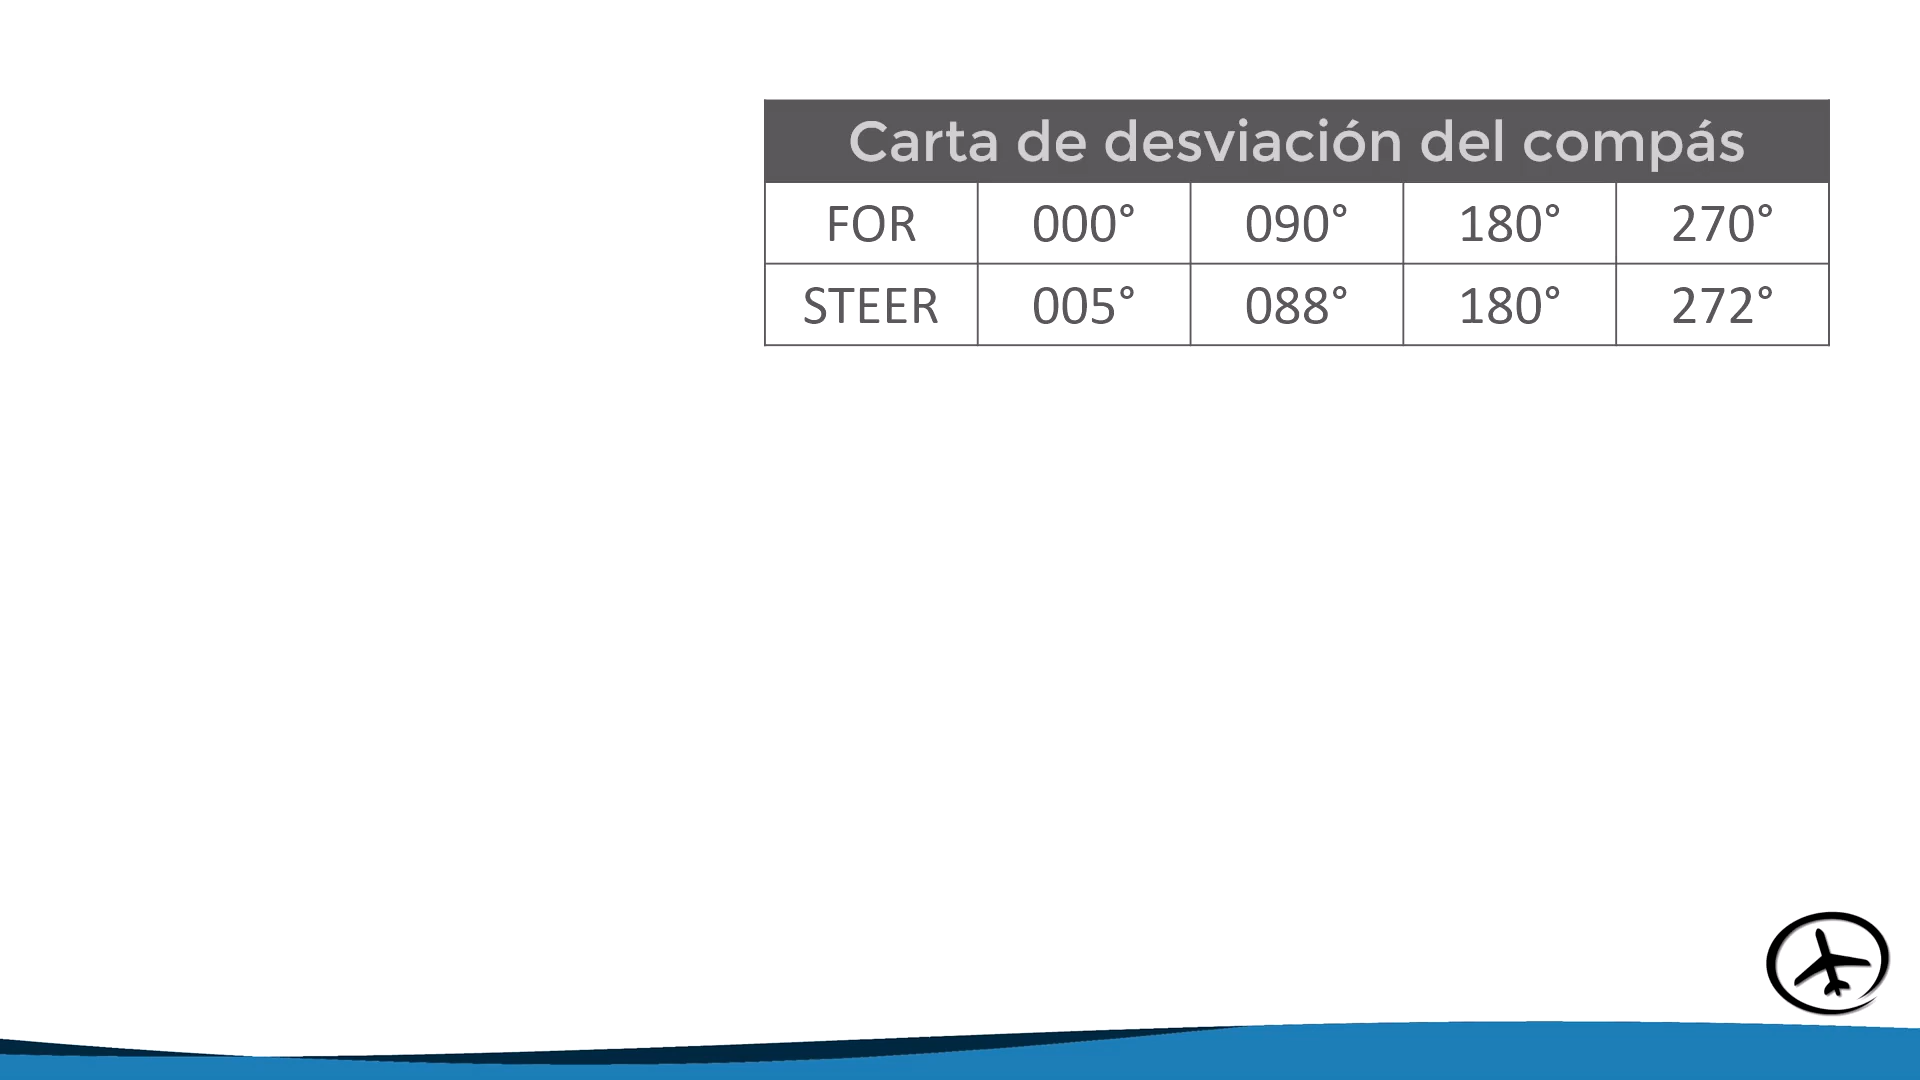 Carta de desviación del compás
FOR 000° 090° 180° 270°
STEER 005° 088° 180° 272°